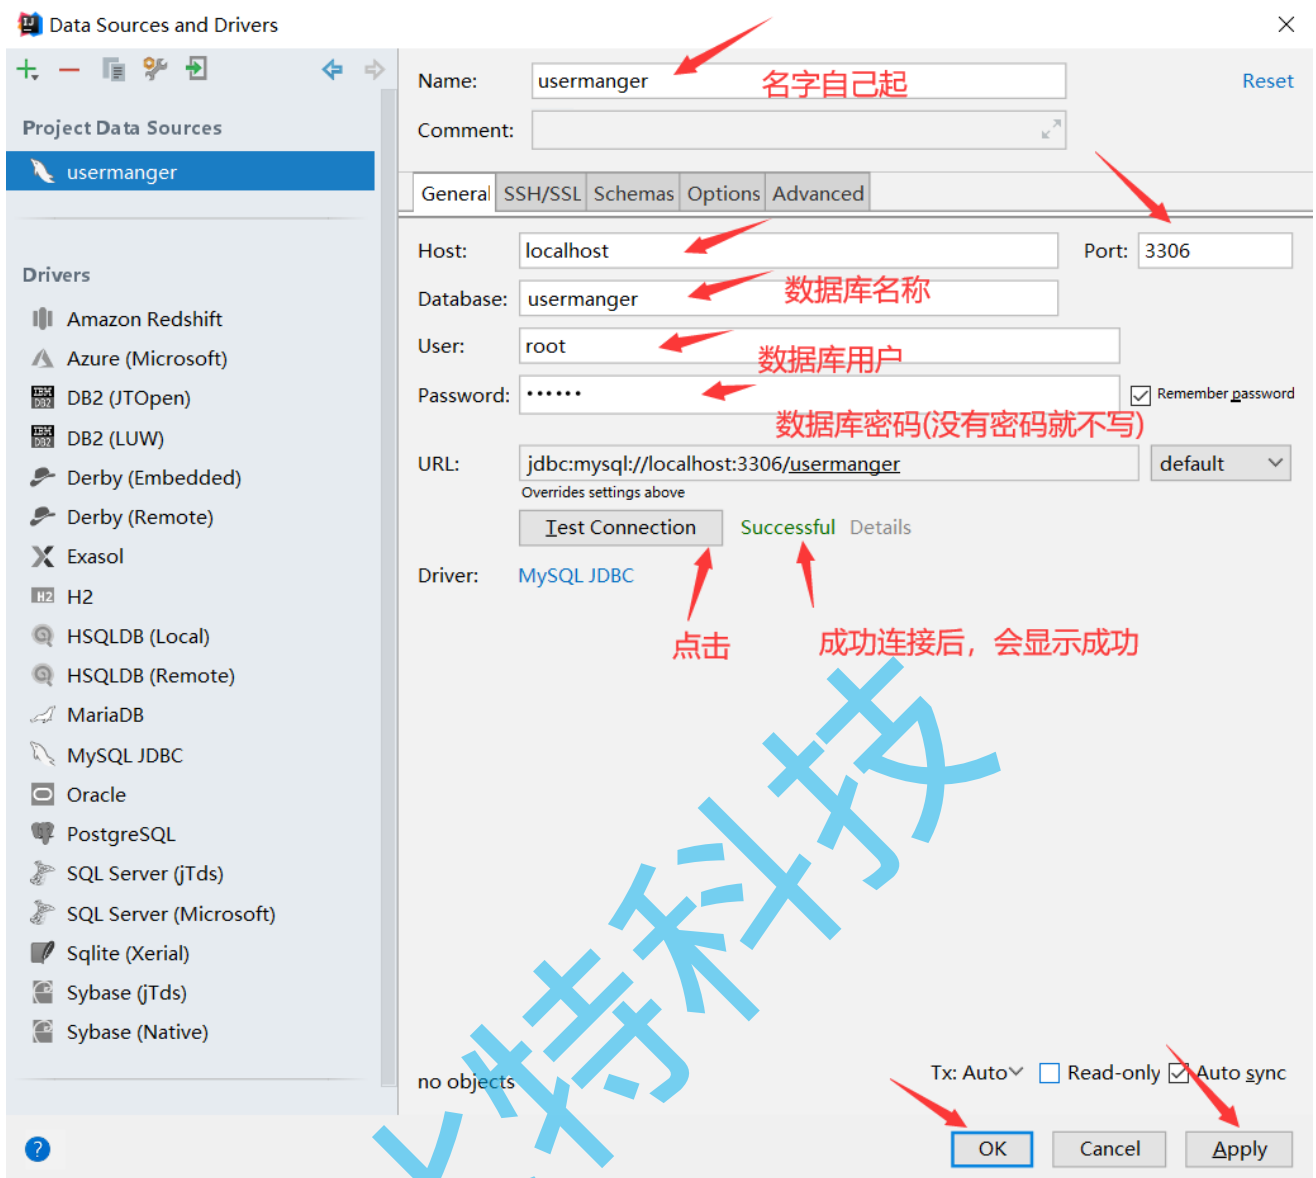 Data Sources and Drivers
Name: usermanger
名字自己起
Reset
Comment:
Project Data Sources
usermanger
General SSH/SSL Schemas Options Advanced
Host: localhost
Port: 3306
Database: usermanger
数据库名称
User: root
数据库用户
Password: ••••••
Remember password
数据库密码(没有密码就不写)
URL: jdbc:mysql://localhost:3306/usermanger
default
Overrides settings above
Test Connection Successful Details
Driver: MySQL JDBC
点击
成功连接后，会显示成功
Drivers
Amazon Redshift
Azure (Microsoft)
IBM DB2 DB2 (JTOpen)
IBM DB2 DB2 (LUW)
Derby (Embedded)
Derby (Remote)
Exasol
H2 H2
HSQLDB (Local)
HSQLDB (Remote)
MariaDB
MySQL JDBC
Oracle
PostgreSQL
SQL Server (jTds)
SQL Server (Microsoft)
Sqlite (Xerial)
Sybase (jTds)
Sybase (Native)
特科技
no objects
Tx: Auto Read-only Auto sync
? OK Cancel Apply